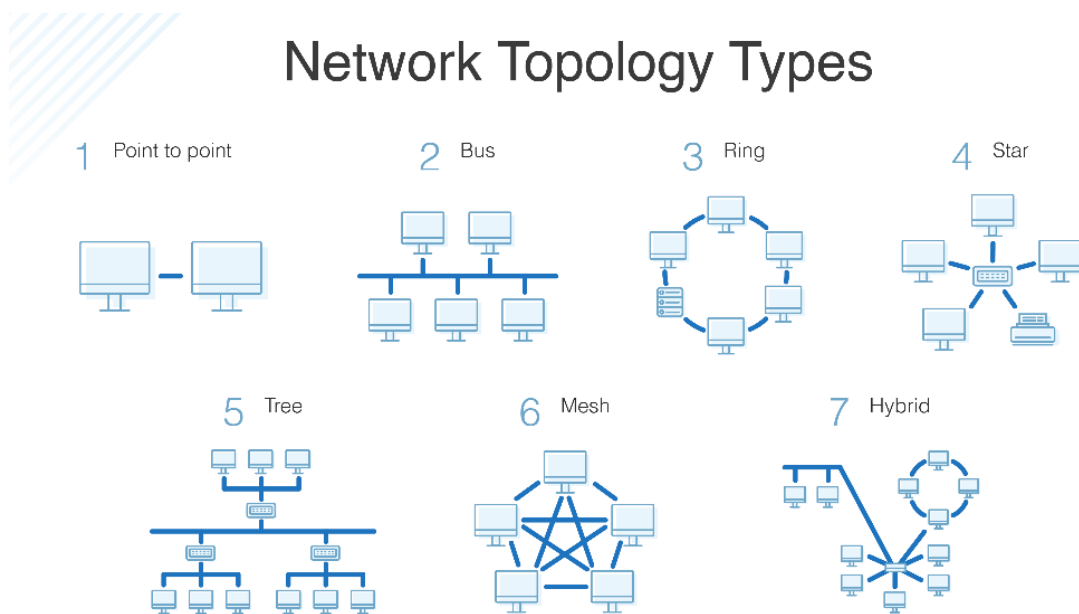 Network Topology Types
1 Point to point
2 Bus
3 Ring
4 Star
5 Tree
6 Mesh
7 Hybrid